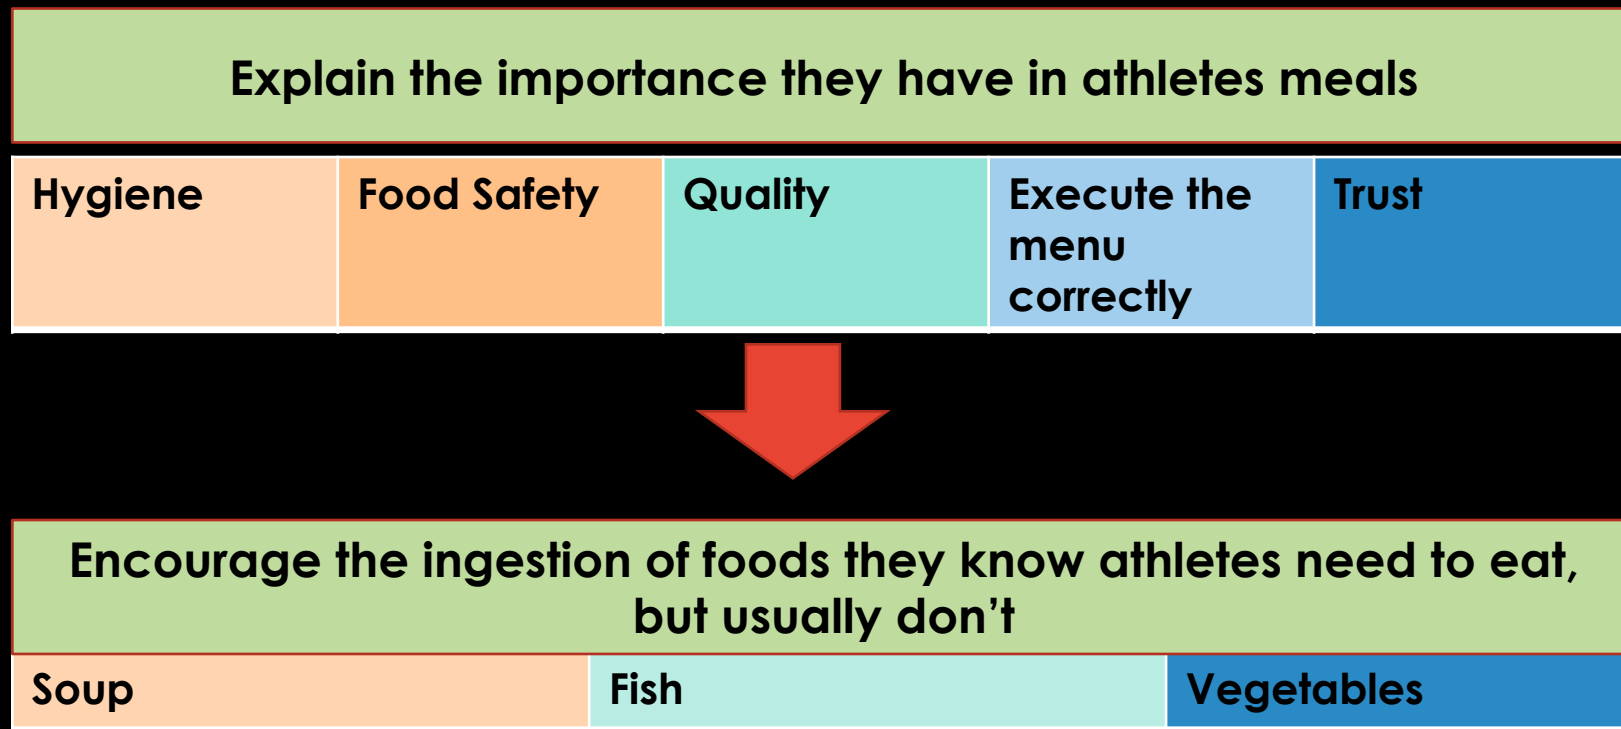 Explain the importance they have in athletes meals
Hygiene
Food Safety
Quality
Execute the
menu
correctly
Trust
Encourage the ingestion of foods they know athletes need to eat,
but usually don’t
Soup
Fish
Vegetables